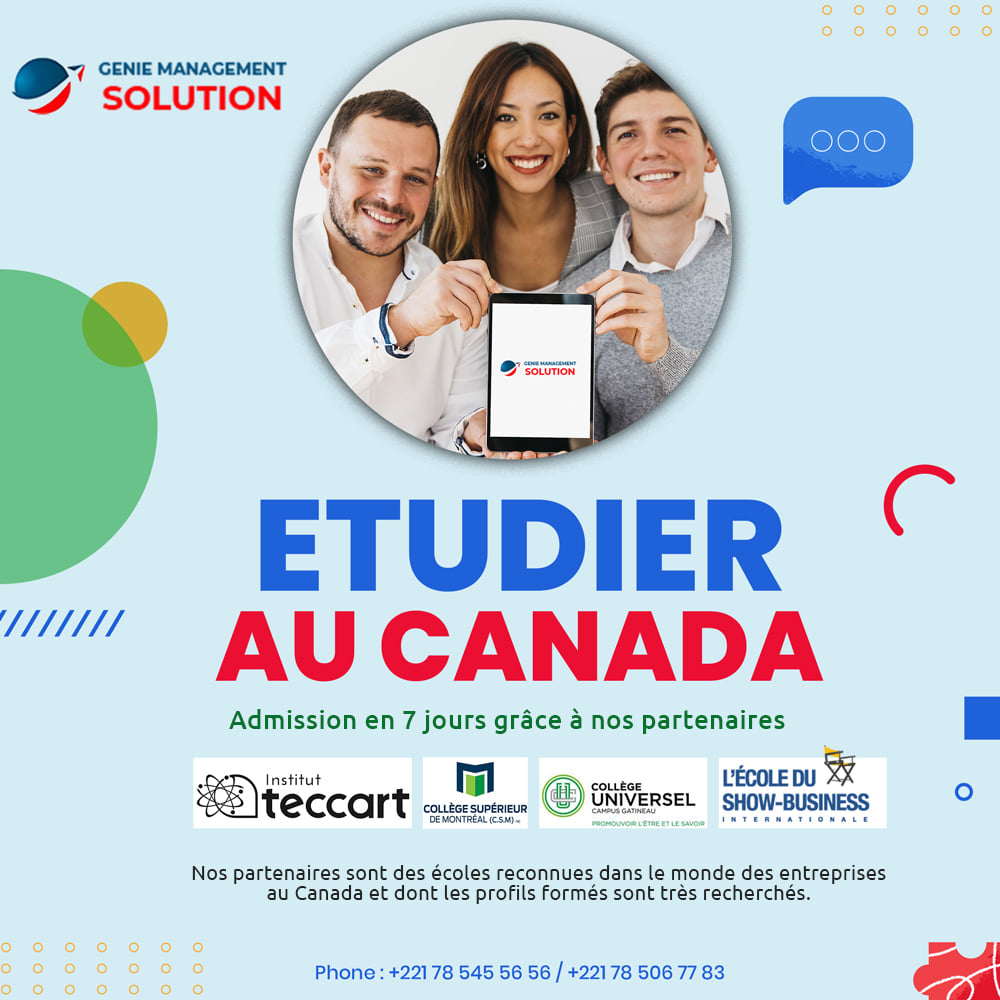 GENIE MANAGEMENT
SOLUTION
GENIE MANAGEMENT
SOLUTION
ETUDIER
AU CANADA
Admission en 7 jours grâce à nos partenaires
Institut
teccart
COLLÈGE SUPÉRIEUR
DE MONTRÉAL (C.S.M)
COLLÈGE
UNIVERSEL
CAMPUS GATINEAU
PROMOUVOIR L'ÊTRE ET LE SAVOIR
L'ÉCOLE DU
SHOW-BUSINESS
INTERNATIONALE
Nos partenaires sont des écoles reconnues dans le monde des entreprises
au Canada et dont les profils formés sont très recherchés.
Phone : +221 78 545 56 56 / +221 78 506 77 83